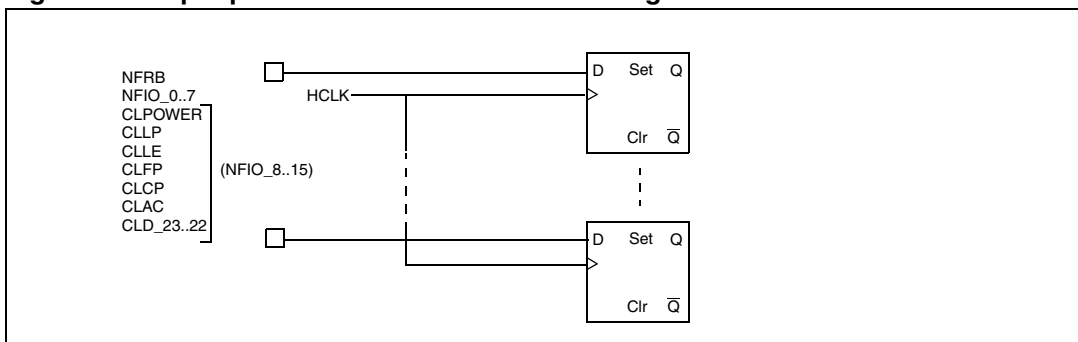 NFRB
NFIO_0..7
CLPOWER
CLLP
CLLE
CLFP
CLCP
CLAC
CLD_23..22
(NFIO_8..15)
HCLK
D Set Q
Clr Q̅
D Set Q
Clr Q̅